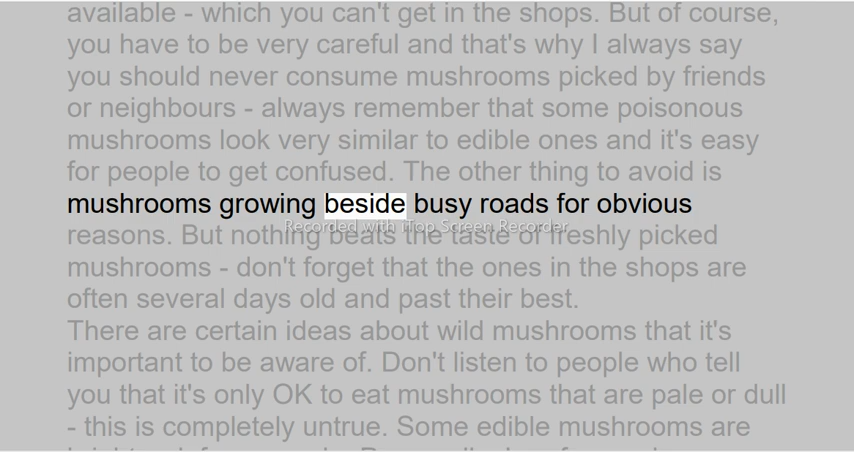 available - which you can't get in the shops. But of course,
you have to be very careful and that's why I always say
you should never consume mushrooms picked by friends
or neighbours - always remember that some poisonous
mushrooms look very similar to edible ones and it's easy
for people to get confused. The other thing to avoid is
mushrooms growing beside busy roads for obvious
Recorded with iTop Screen Recorder
reasons. But nothing beats the taste of freshly picked
mushrooms - don't forget that the ones in the shops are
often several days old and past their best.
There are certain ideas about wild mushrooms that it's
important to be aware of. Don't listen to people who tell
you that it's only OK to eat mushrooms that are pale or dull
- this is completely untrue. Some edible mushrooms are